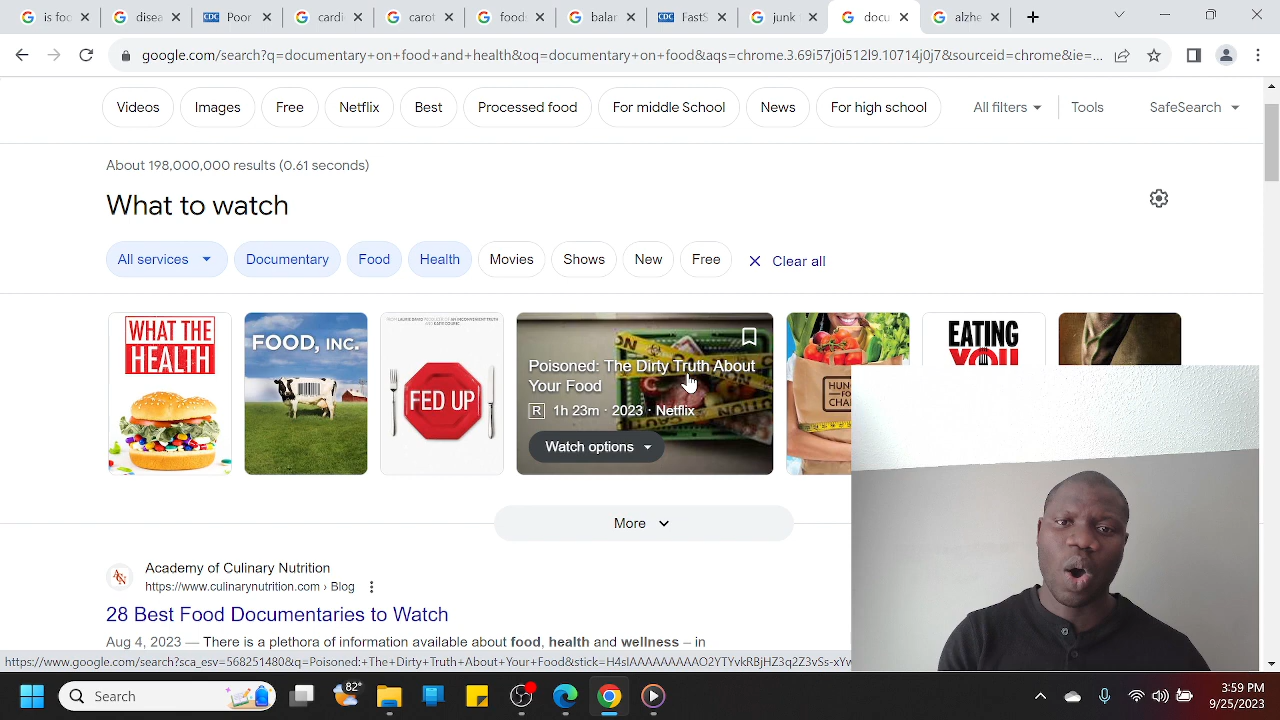 is fo
dhea
CDC Poor
cardi
carot
food
balar
CDC FastS
junk
docu
alzhe
google.com/search?q=documentary+on+food+and+health&rq=documentary+on+food&aqs=chrome.3.69i57j0i512l9.10714j0j7&sourceid=chrome&ie=...
Videos
Images
Free
Netflix
Best
Processed food
For middle School
News
For high school
All filters
Tools
SafeSearch
About 198,000,000 results (0.61 seconds)
What to watch
All services
Documentary
Food
Health
Movies
Shows
New
Free
Clear all
WHAT THE
HEALTH
FOOD, INC.
FED UP
Poisoned: The Dirty Truth About
Your Food
R 1h 23m · 2023 · Netflix
Watch options
EATING
YOU
More
Academy of Culinary Nutrition
https://www.culinarynutrition.com › Blog
28 Best Food Documentaries to Watch
Aug 4, 2023 — There is a plethora of information available about food, health and wellness – in
Search
82°
3:59 PM
9/25/2023